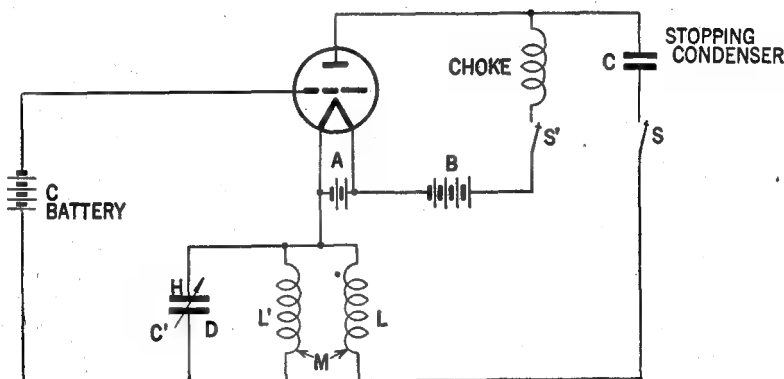 STOPPING
CONDENSER
CHOKE
C
S'
S
A
B
C
BATTERY
H
C'
D
L'
L
M